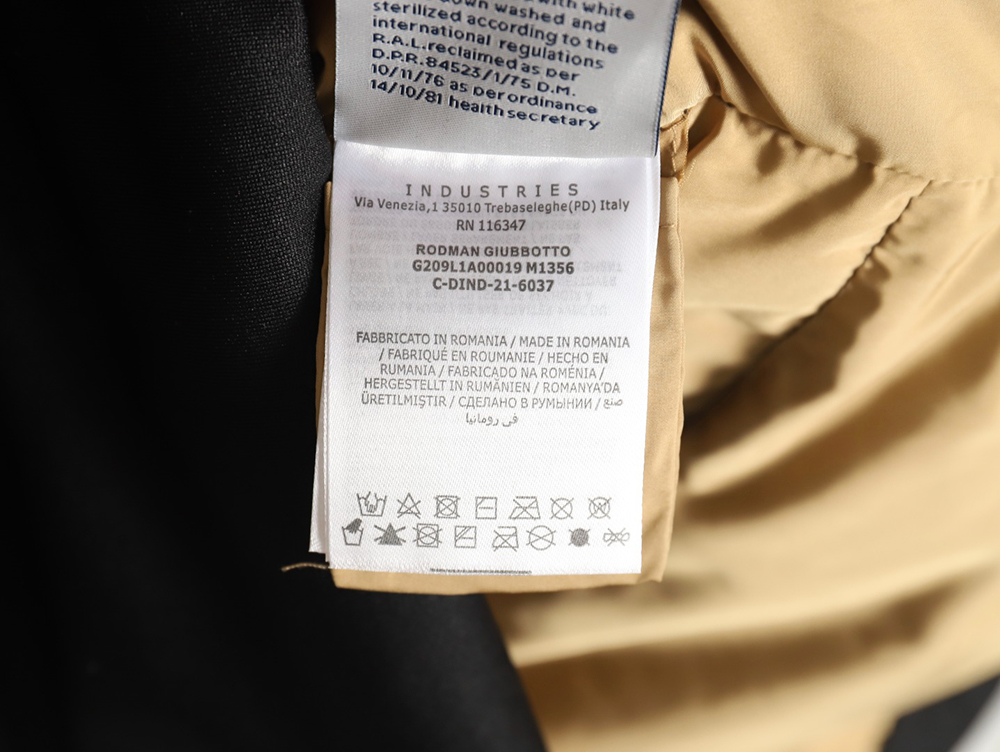 with white
down washed and
sterilized according to the
international regulations
R.A.L.reclaimed as per
D.P.R. 84523/1/75 D.M.
10/11/76 as per ordinance
14/10/81 health secretary
INDUSTRIES
Via Venezia,1 35010 Trebaseleghe(PD) Italy
RN 116347
RODMAN GIUBBOTTO
G209L1A00019 M1356
C-DIND-21-6037
FABBRICATO IN ROMANIA / MADE IN ROMANIA
/ FABRIQUÉ EN ROUMANIE / HECHO EN
RUMANIA / FABRICADO NA ROMÉNIA /
HERGESTELLT IN RUMÄNIEN / ROMANYA'DA
ÜRETILMIŞTIR / СДЕЛАНО В РУМЫНИИ / صنع
في رومانيا